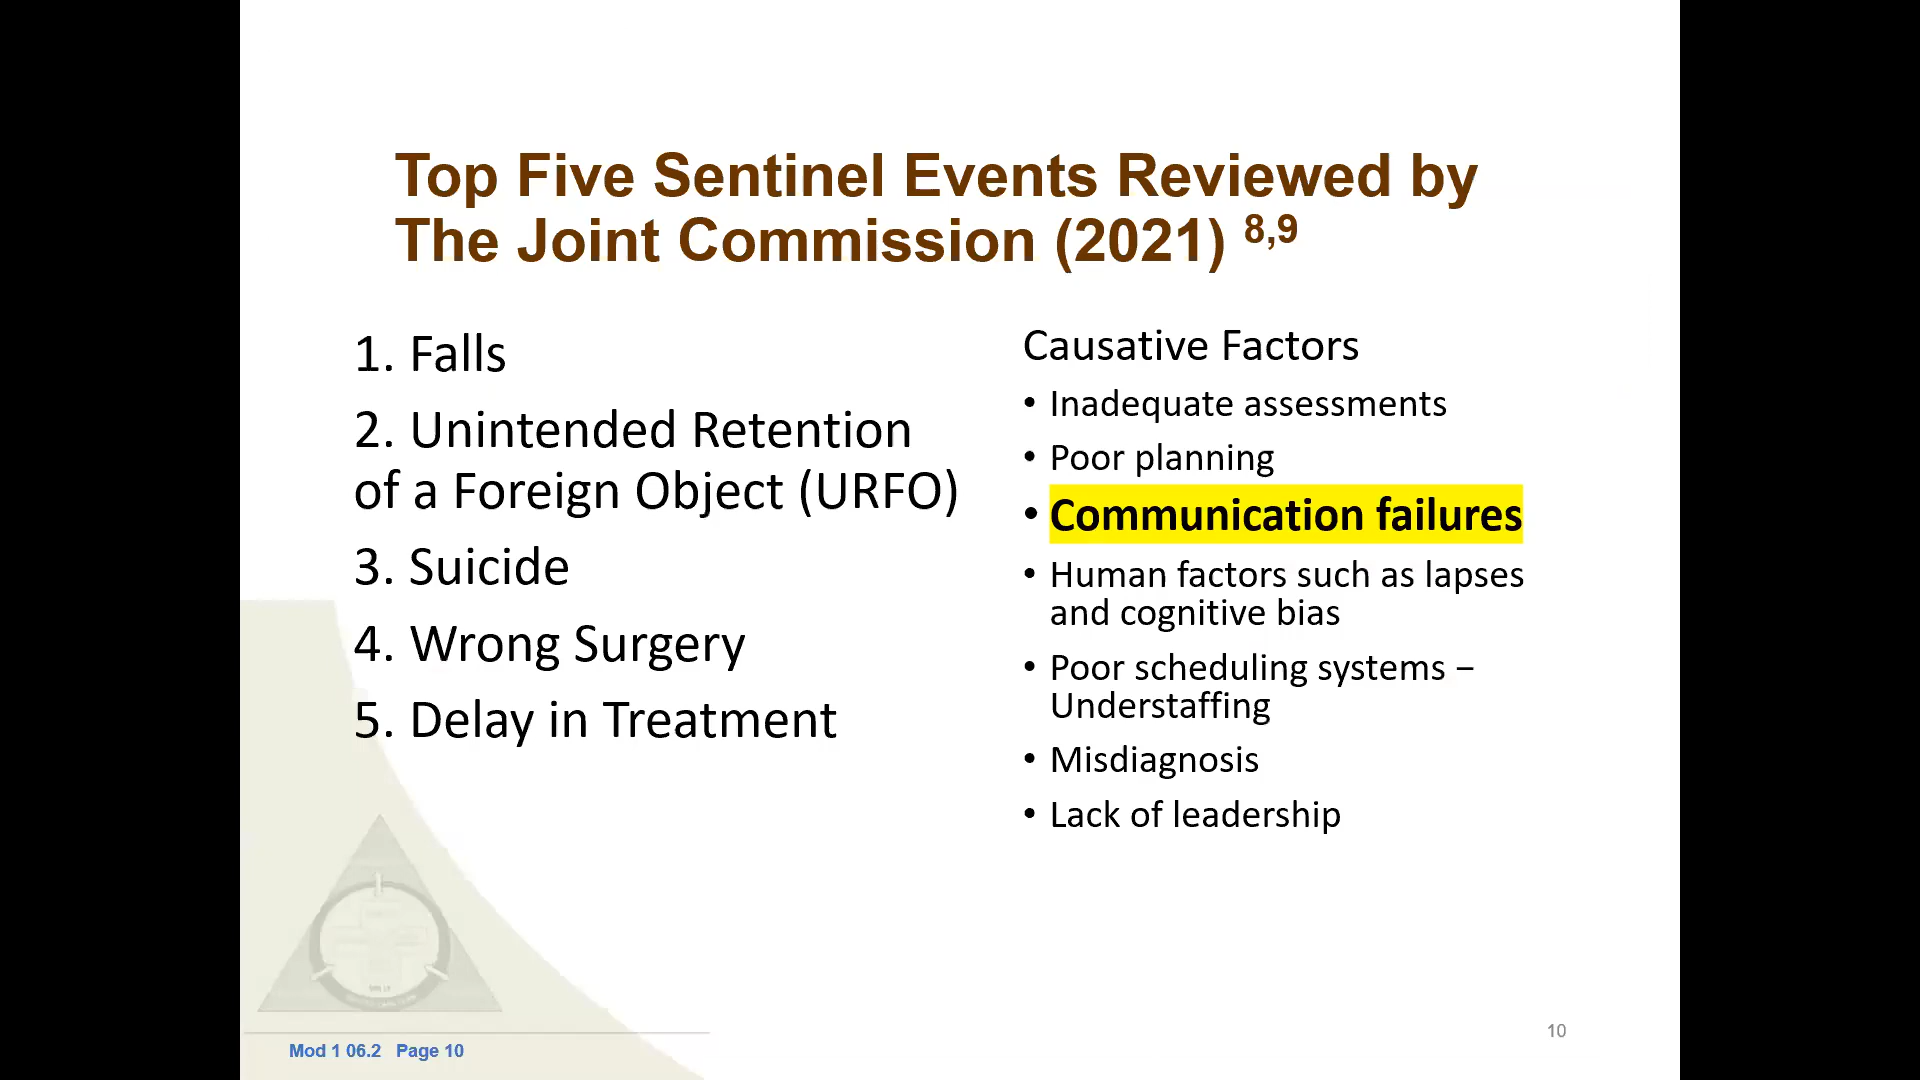 Top Five Sentinel Events Reviewed by
The Joint Commission (2021) 8,9
1. Falls
2. Unintended Retention
of a Foreign Object (URFO)
3. Suicide
4. Wrong Surgery
5. Delay in Treatment
Causative Factors
• Inadequate assessments
• Poor planning
• Communication failures
• Human factors such as lapses
and cognitive bias
• Poor scheduling systems –
Understaffing
• Misdiagnosis
• Lack of leadership
Mod 1 06.2 Page 10
10